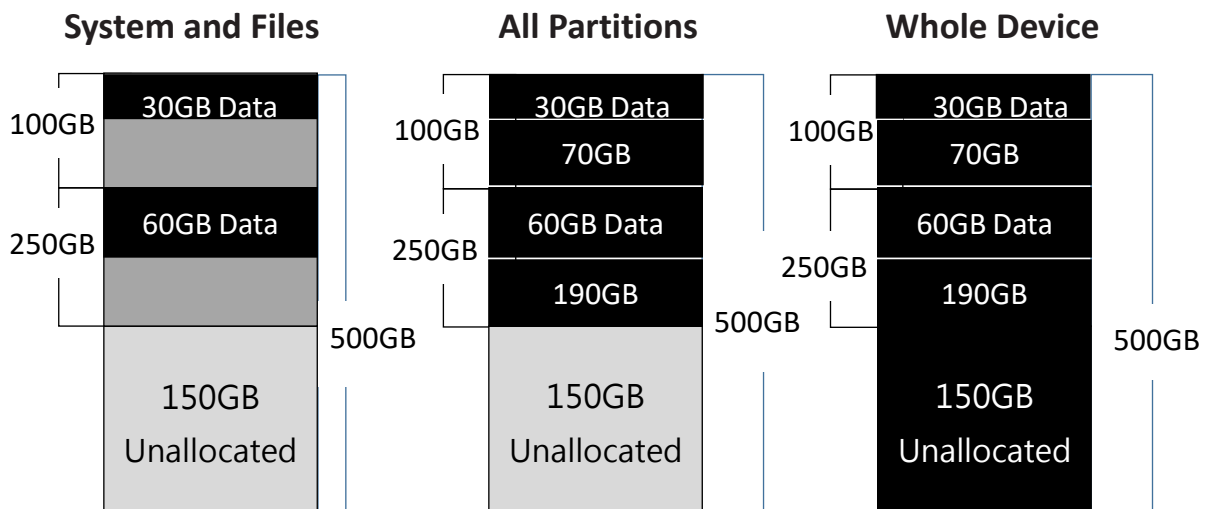 System and Files
100GB
30GB Data
250GB
60GB Data
500GB
150GB
Unallocated
All Partitions
100GB
30GB Data
70GB
250GB
60GB Data
190GB
500GB
150GB
Unallocated
Whole Device
100GB
30GB Data
70GB
250GB
60GB Data
190GB
500GB
150GB
Unallocated